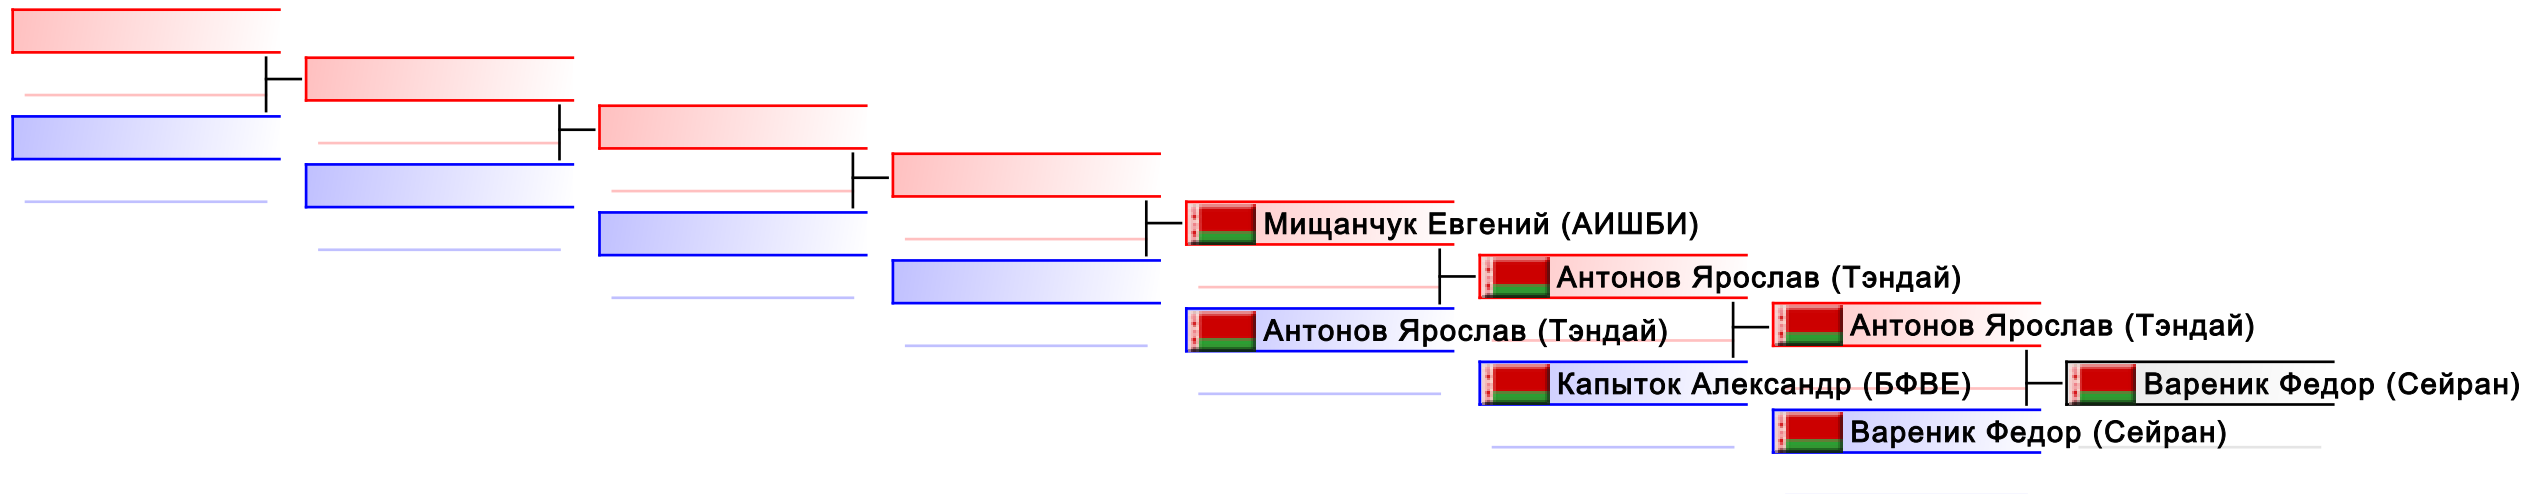 Мищанчук Евгений (АИШБИ)
Антонов Ярослав (Тэндай)
Антонов Ярослав (Тэндай)
Антонов Ярослав (Тэндай)
Капыток Александр (БФВЕ)
Вареник Федор (Сейран)
Вареник Федор (Сейран)